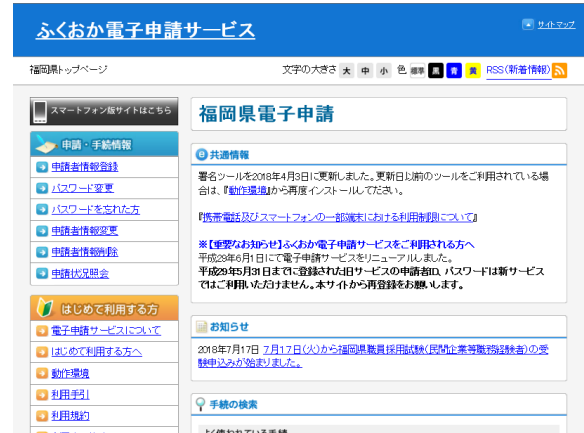 ふくおか電子申請サービス
サイトマップ
福岡県トップページ
文字の大きさ 大 中 小 色 標準 黒 青 黄 RSS(新着情報)
スマートフォン版サイトはこちら
申請・手続情報
申請者情報登録
パスワード変更
パスワードを忘れた方
申請者情報変更
申請者情報削除
申請状況照会
はじめて利用する方
電子申請サービスについて
はじめて利用する方へ
動作環境
利用手引
利用規約
福岡県電子申請
共通情報
署名ツールを2018年4月3日に更新しました。更新日以前のツールをご利用されている場
合は、『動作環境』から再度インストールしてください。
『携帯電話及びスマートフォンの一部端末における利用制限について』
※【重要なお知らせ】ふくおか電子申請サービスをご利用される方へ
平成29年6月1日にて電子申請サービスをリニューアルしました。
平成29年5月31日までに登録された旧サービスの申請者ID、パスワードは新サービス
ではご利用いただけません。本サイトから再登録をお願いします。
お知らせ
2018年7月17日 7月17日(火)から福岡県職員採用試験(民間企業等職務経験者)の受
験申込みが始まりました。
手続の検索
よく使われている手続